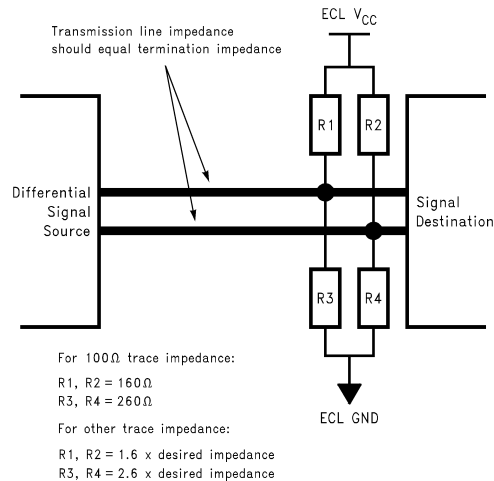 ECL VCC
Transmission line impedance
should equal termination impedance
R1 R2
Differential
Signal
Source
Signal
Destination
R3 R4
For 100Ω trace impedance:
R1, R2 = 160Ω
R3, R4 = 260Ω
ECL GND
For other trace impedance:
R1, R2 = 1.6 x desired impedance
R3, R4 = 2.6 x desired impedance